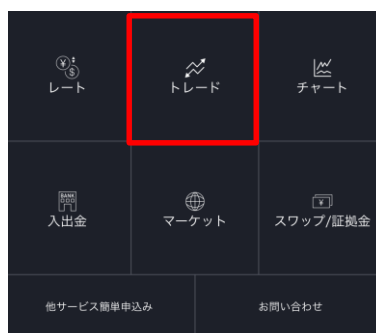 レート
トレード
チャート
BANK
入出金
マーケット
スワップ/証拠金
他サービス簡単申込み
お問い合わせ